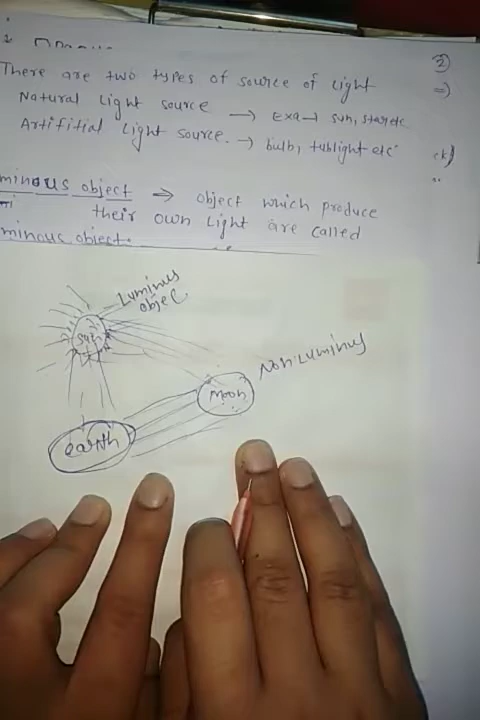 2)
There are two types of source of light
=)
Natural Light source → Exa→ sun, star etc
Artifitial Light source. → bulb, tublight etc
minous object ⇒ object which produce
their own Light are called
minous object.
Luminus
objec
sun
Non-Luminus
Moon
earth